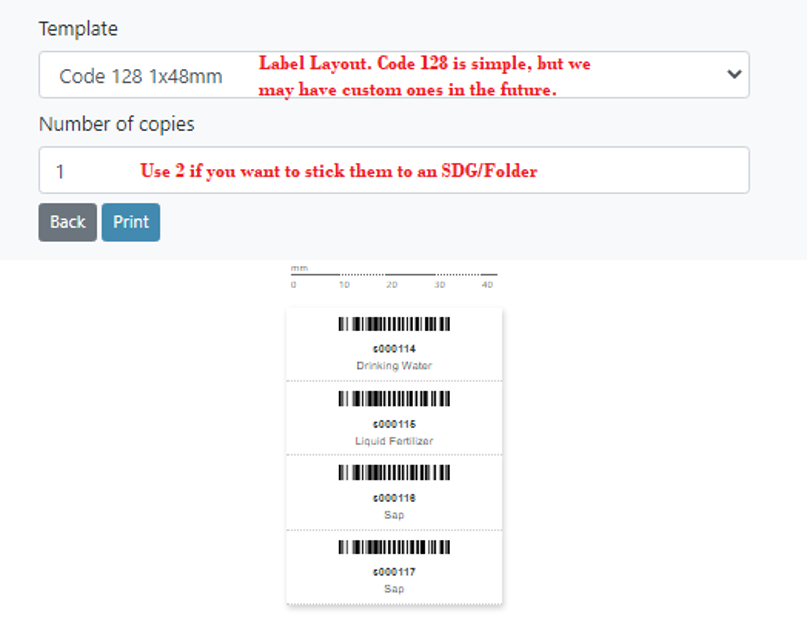 Template
Code 128 1x48mm
Label Layout. Code 128 is simple, but we
may have custom ones in the future.
Number of copies
1
Use 2 if you want to stick them to an SDG/Folder
Back Print
mm
0 10 20 30 40
s000114
Drinking Water
s000115
Liquid Fertilizer
s000116
Sap
s000117
Sap